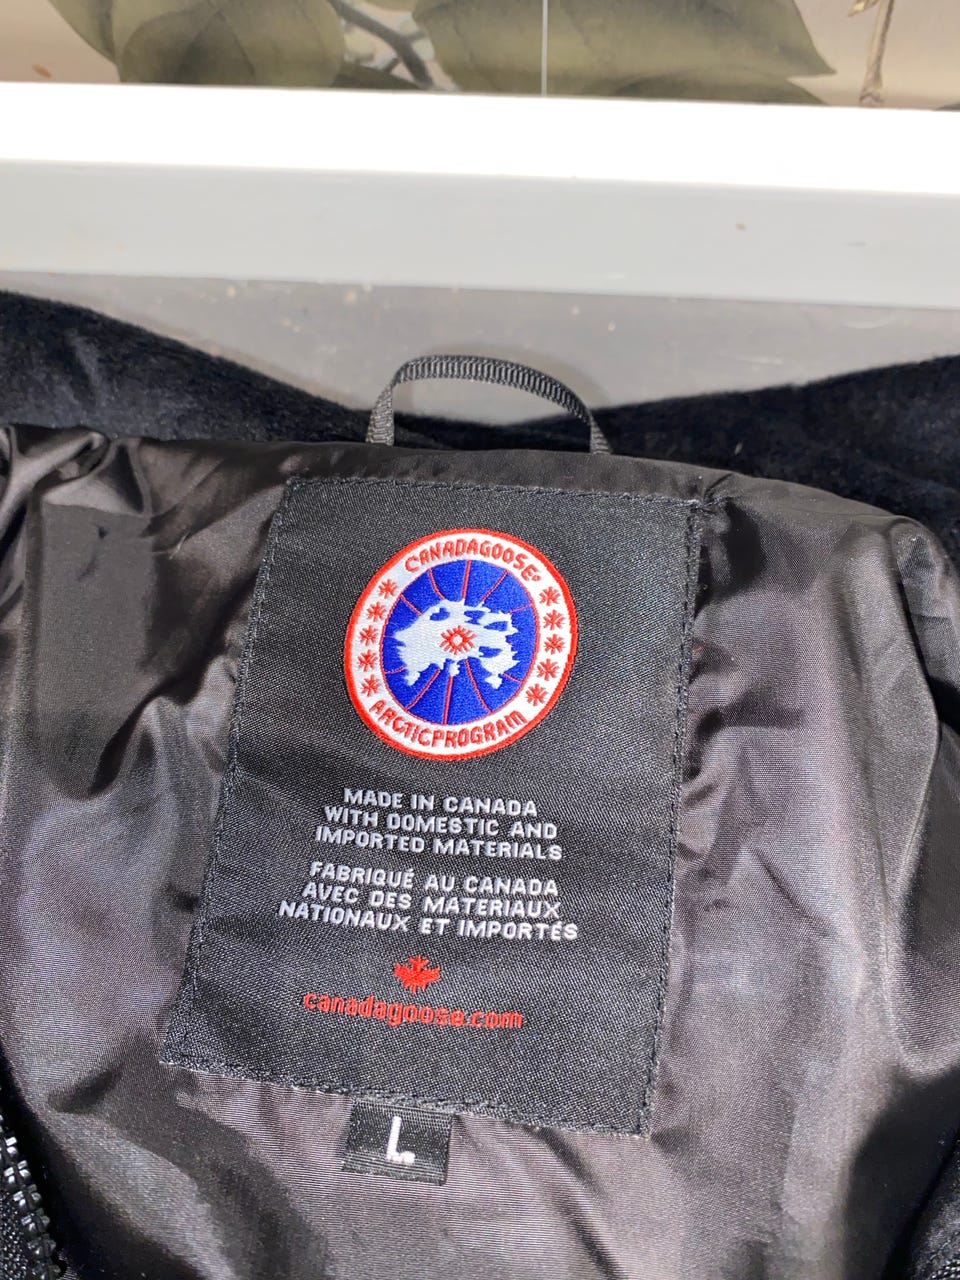 CANADAGOOSE®
ARCTICPROGRAM
MADE IN CANADA
WITH DOMESTIC AND
IMPORTED MATERIALS
FABRIQUÉ AU CANADA
AVEC DES MATERIAUX
NATIONAUX ET IMPORTÉS
canadagoose.com
L